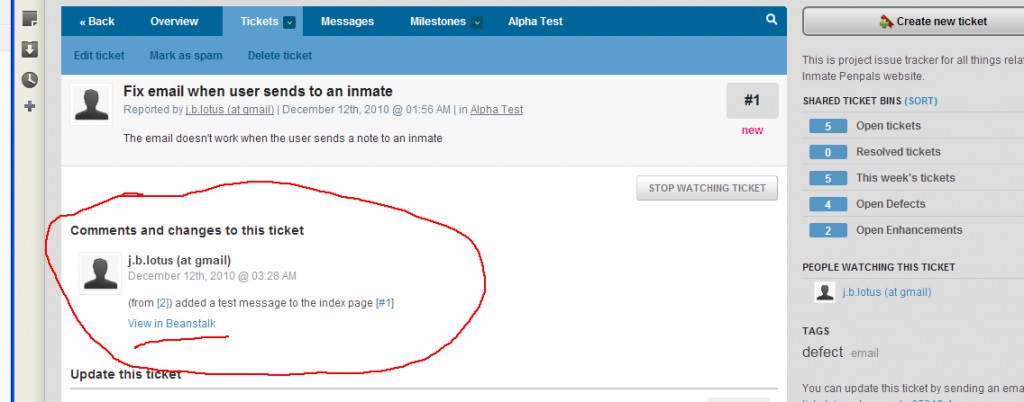 « Back Overview Tickets Messages Milestones Alpha Test
Edit ticket Mark as spam Delete ticket
Fix email when user sends to an inmate
Reported by j.b.lotus (at gmail) | December 12th, 2010 @ 01:56 AM | in Alpha Test
The email doesn't work when the user sends a note to an inmate
#1
new
STOP WATCHING TICKET
Comments and changes to this ticket
j.b.lotus (at gmail)
December 12th, 2010 @ 03:28 AM
(from [2]) added a test message to the index page [#1]
View in Beanstalk
Update this ticket
Create new ticket
This is project issue tracker for all things rela
Inmate Penpals website.
SHARED TICKET BINS (SORT)
5 Open tickets
0 Resolved tickets
5 This week's tickets
4 Open Defects
2 Open Enhancements
PEOPLE WATCHING THIS TICKET
j.b.lotus (at gmail)
TAGS
defect email
You can update this ticket by sending an ema